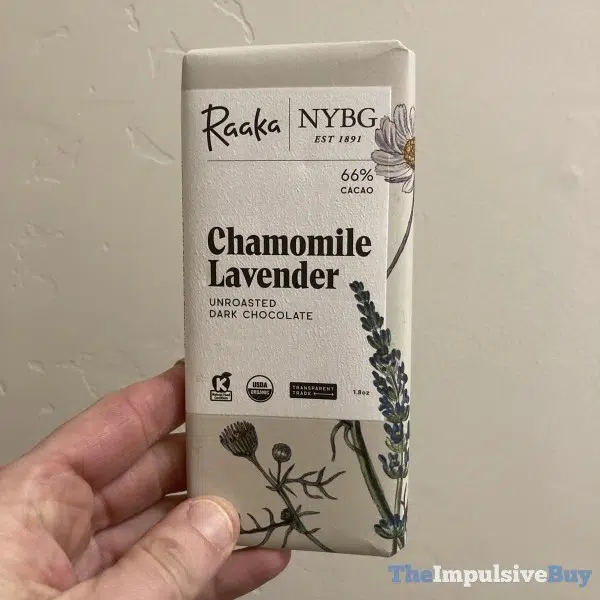 Raaka NYBG
EST 1891
66%
CACAO
Chamomile
Lavender
UNROASTED
DARK CHOCOLATE
K
USDA
ORGANIC
TRANSPARENT
TRADE
1.8oz
TheImpulsiveBuy